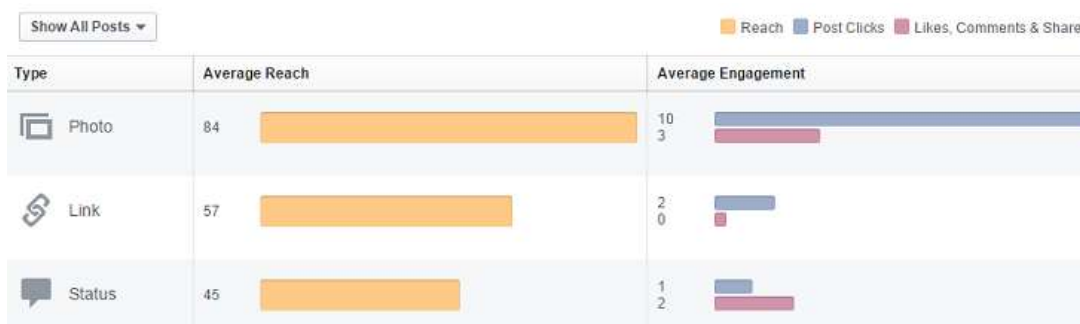 Show All Posts
Reach Post Clicks Likes, Comments & Share
Type Average Reach Average Engagement
Photo 84 10
3
Link 57 2
0
Status 45 1
2